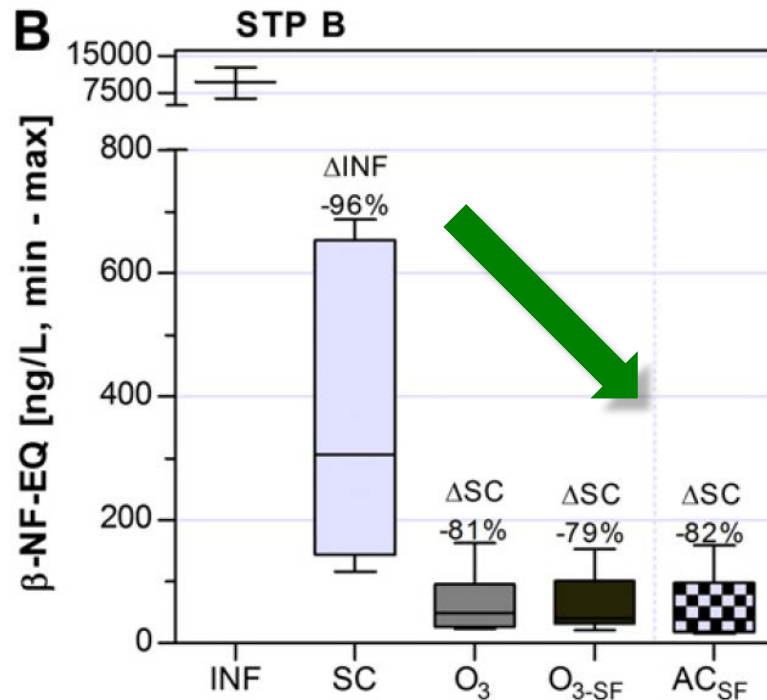 B STP B
β-NF-EQ [ng/L, min - max]
15000
7500
800
600
400
200
0
ΔINF
-96%
ΔSC
-81%
ΔSC
-79%
ΔSC
-82%
INF SC O₃ O₃₋SF ACSF